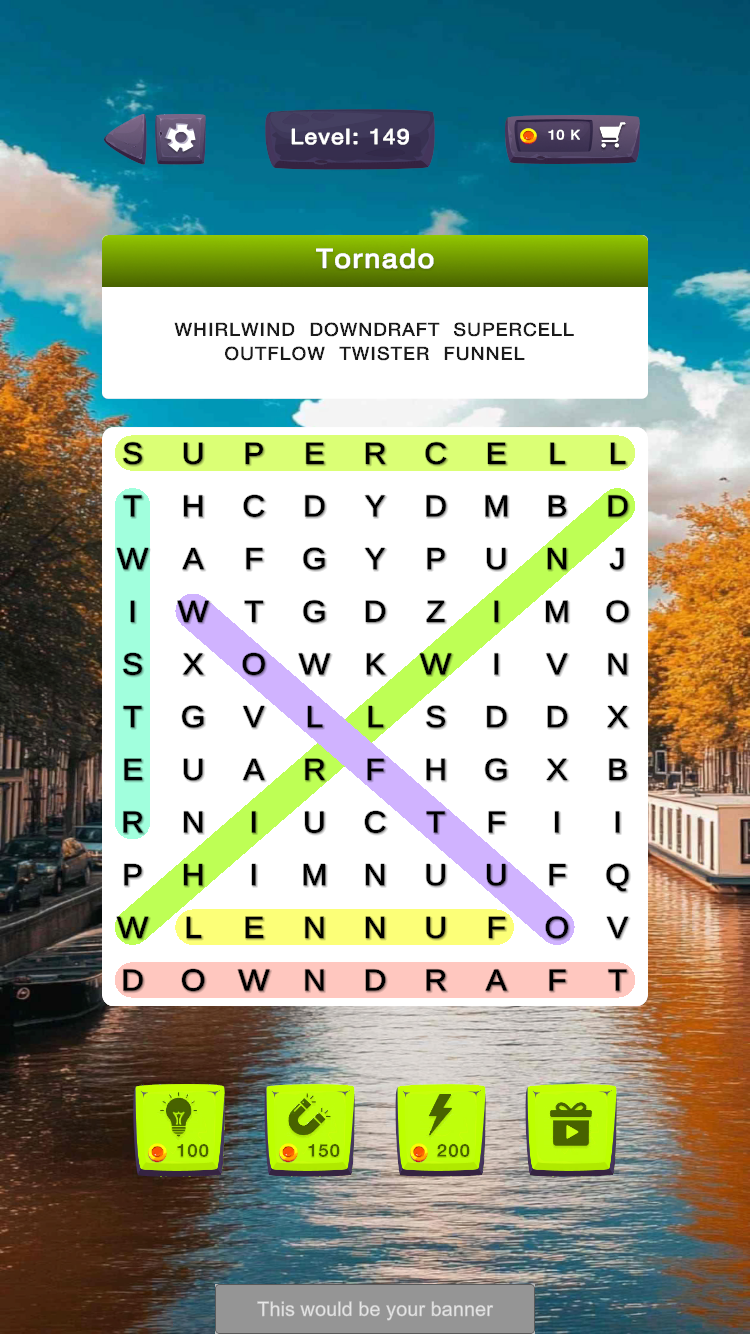 Level: 149
10 K
Tornado
WHIRLWIND DOWNDRAFT SUPERCELL
OUTFLOW TWISTER FUNNEL
S U P E R C E L L
T H C D Y D M B D
W A F G Y P U N J
I W T G D Z I M O
S X O W K W I V N
T G V L L S D D X
E U A R F H G X B
R N I U C T F I I
P H I M N U U F Q
W L E N N U F O V
D O W N D R A F T
100 150 200
This would be your banner